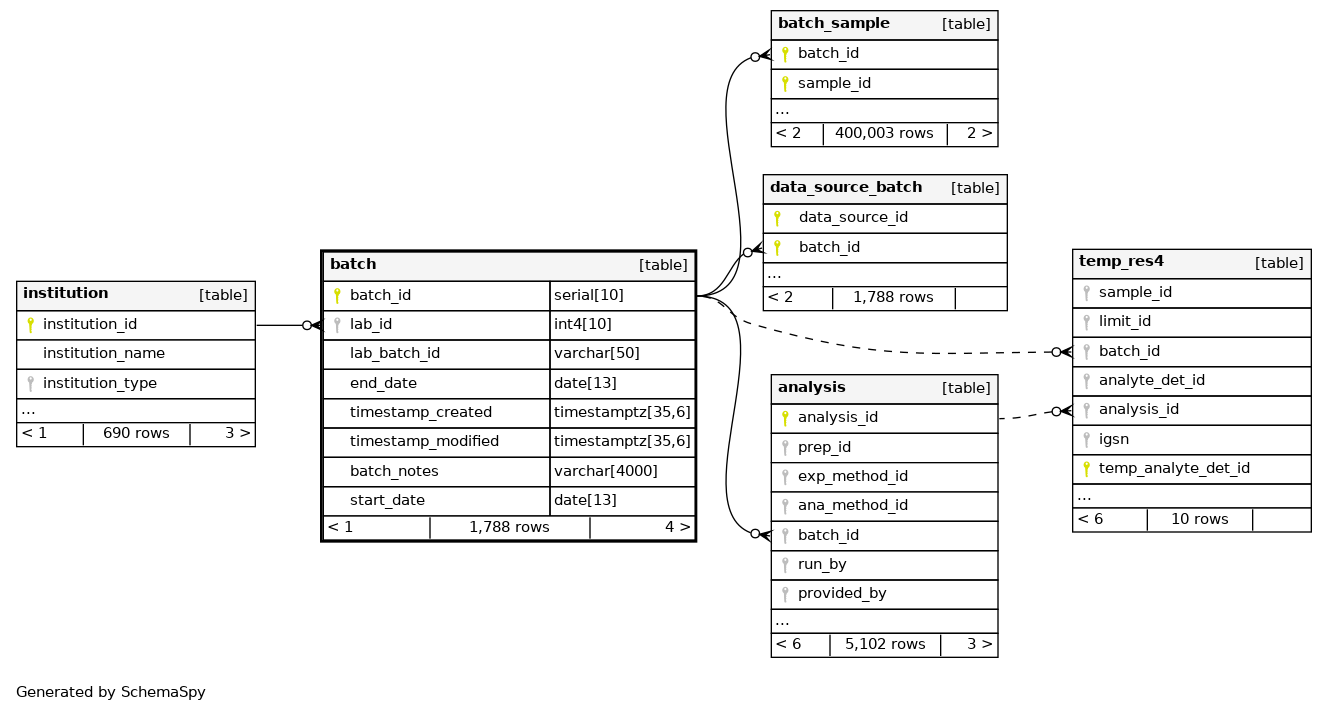 batch_sample [table]
batch_id
sample_id
...
< 2 400,003 rows 2 >
data_source_batch [table]
data_source_id
batch_id
...
< 2 1,788 rows
institution [table]
institution_id
institution_name
institution_type
...
< 1 690 rows 3 >
batch [table]
batch_id serial[10]
lab_id int4[10]
lab_batch_id varchar[50]
end_date date[13]
timestamp_created timestamptz[35,6]
timestamp_modified timestamptz[35,6]
batch_notes varchar[4000]
start_date date[13]
< 1 1,788 rows 4 >
temp_res4 [table]
sample_id
limit_id
batch_id
analyte_det_id
analysis_id
igsn
temp_analyte_det_id
...
< 6 10 rows
analysis [table]
analysis_id
prep_id
exp_method_id
ana_method_id
batch_id
run_by
provided_by
...
< 6 5,102 rows 3 >
Generated by SchemaSpy